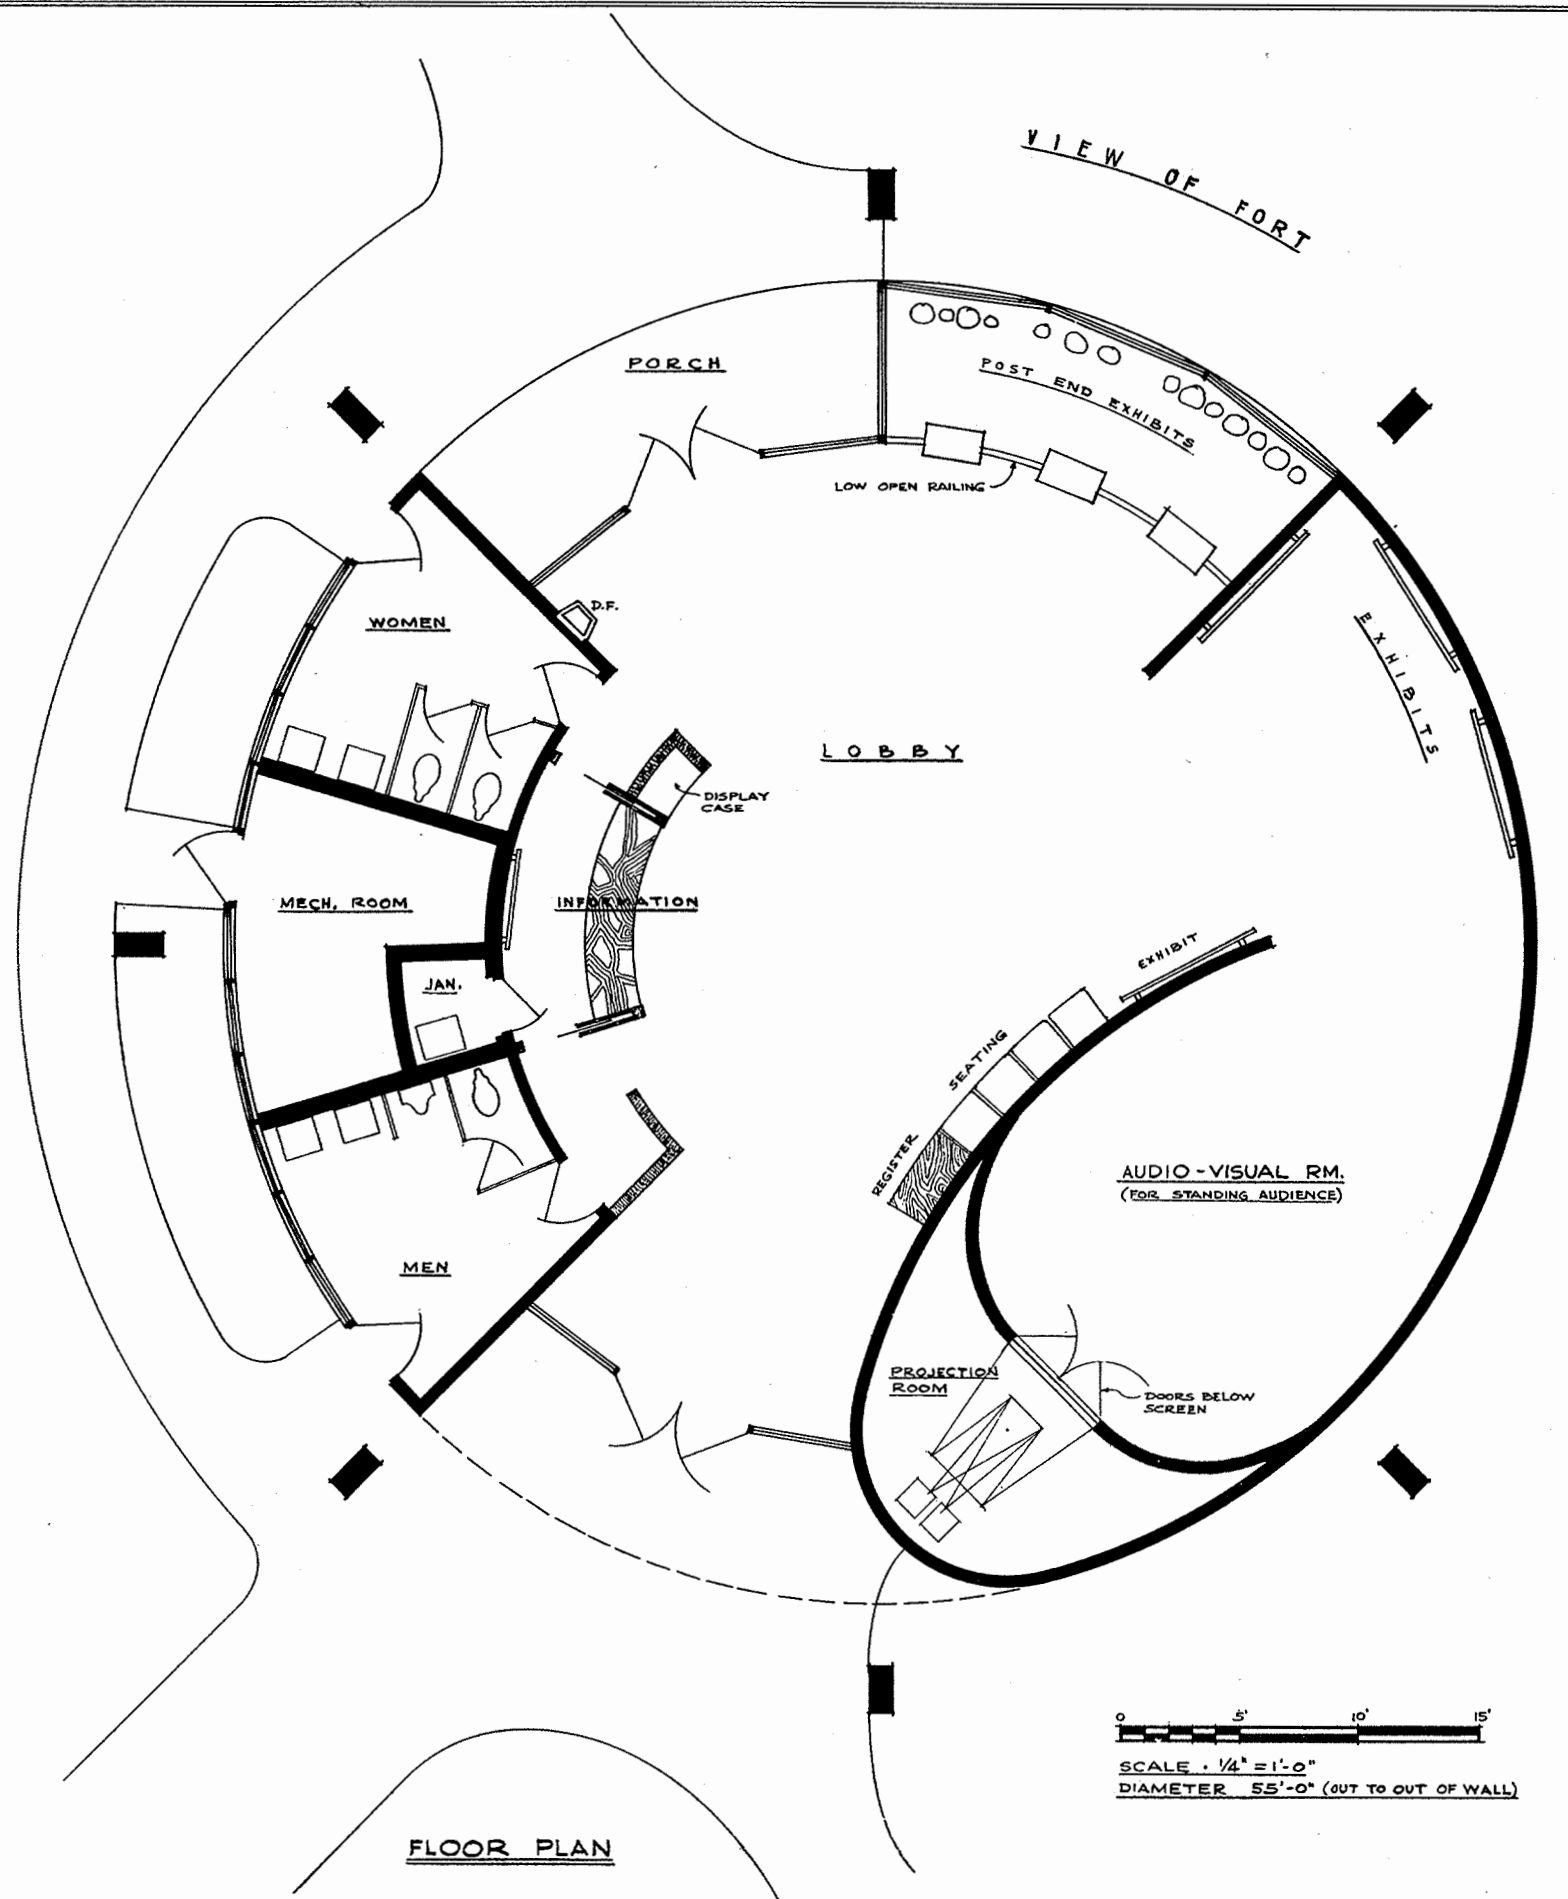 VIEW OF FORT
PORCH
POST END EXHIBITS
LOW OPEN RAILING
D.F.
WOMEN
EXHIBITS
LOBBY
DISPLAY
CASE
MECH. ROOM
INFORMATION
EXHIBIT
JAN.
SEATING
REGISTER
AUDIO-VISUAL RM.
(FOR STANDING AUDIENCE)
MEN
PROJECTION
ROOM
DOORS BELOW
SCREEN
0 5' 10' 15'
SCALE · 1/4" = 1'-0"
DIAMETER 55'-0" (OUT TO OUT OF WALL)
FLOOR PLAN